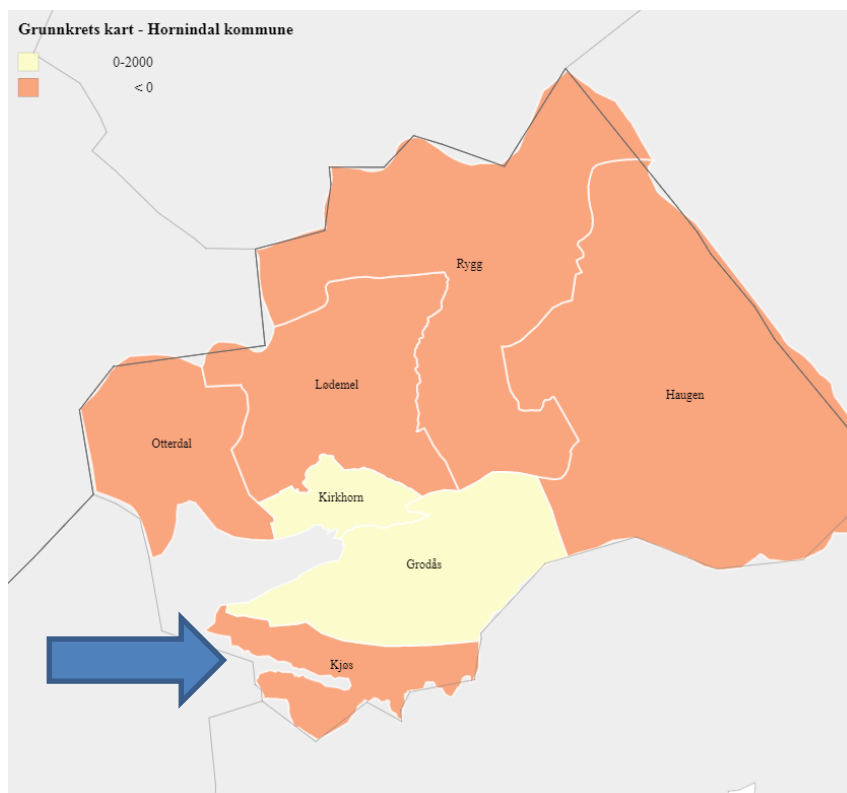 Grunnkrets kart - Hornindal kommune
0-2000
< 0
Rygg
Lødemel
Haugen
Otterdal
Kirkhorn
Grodås
Kjøs